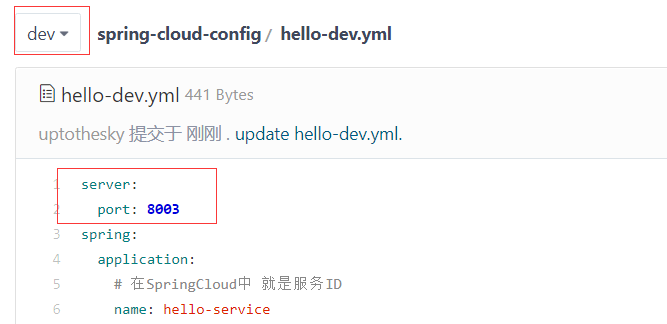 dev spring-cloud-config / hello-dev.yml
hello-dev.yml 441 Bytes
uptothesky 提交于 刚刚 . update hello-dev.yml.
1 server:
2 port: 8003
3 spring:
4 application:
5 # 在SpringCloud中 就是服务ID
6 name: hello-service